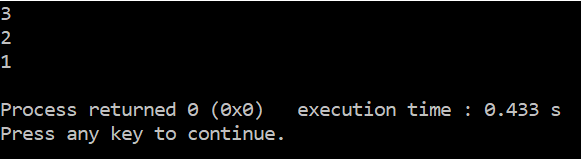 3
2
1
Process returned 0 (0x0)   execution time : 0.433 s
Press any key to continue.